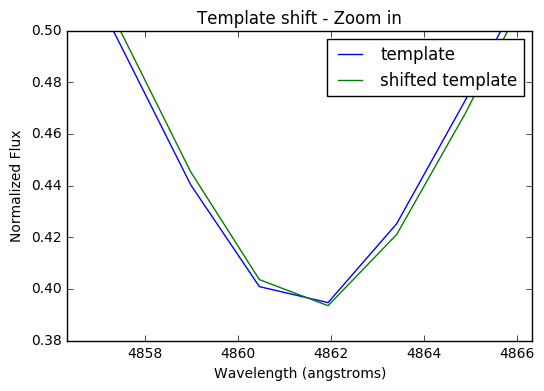 Template shift - Zoom in
template
shifted template
0.50
0.48
0.46
0.44
0.42
0.40
0.38
Normalized Flux
4858 4860 4862 4864 4866
Wavelength (angstroms)